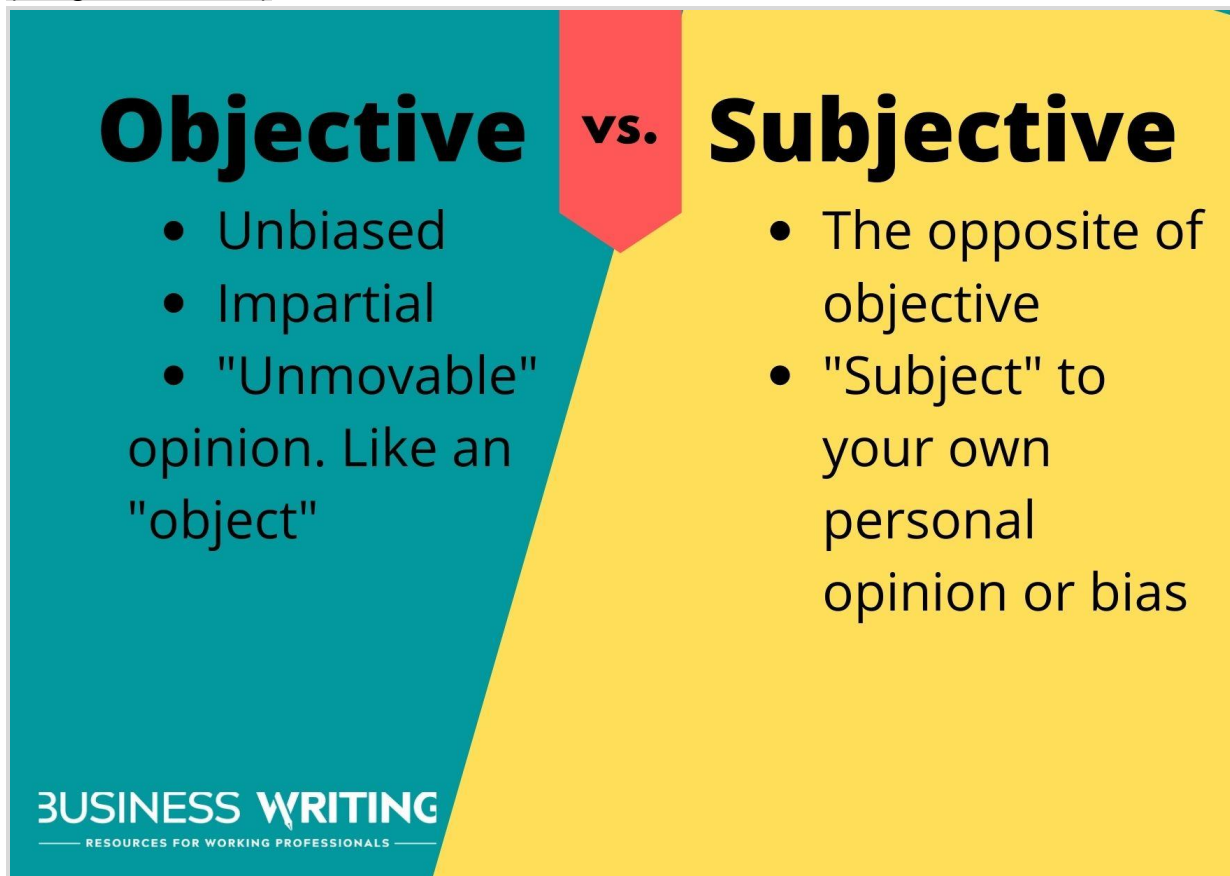 Objective
vs.
Subjective
• Unbiased
• Impartial
• "Unmovable"
opinion. Like an
"object"
• The opposite of
objective
• "Subject" to
your own
personal
opinion or bias
BUSINESS WRITING
RESOURCES FOR WORKING PROFESSIONALS